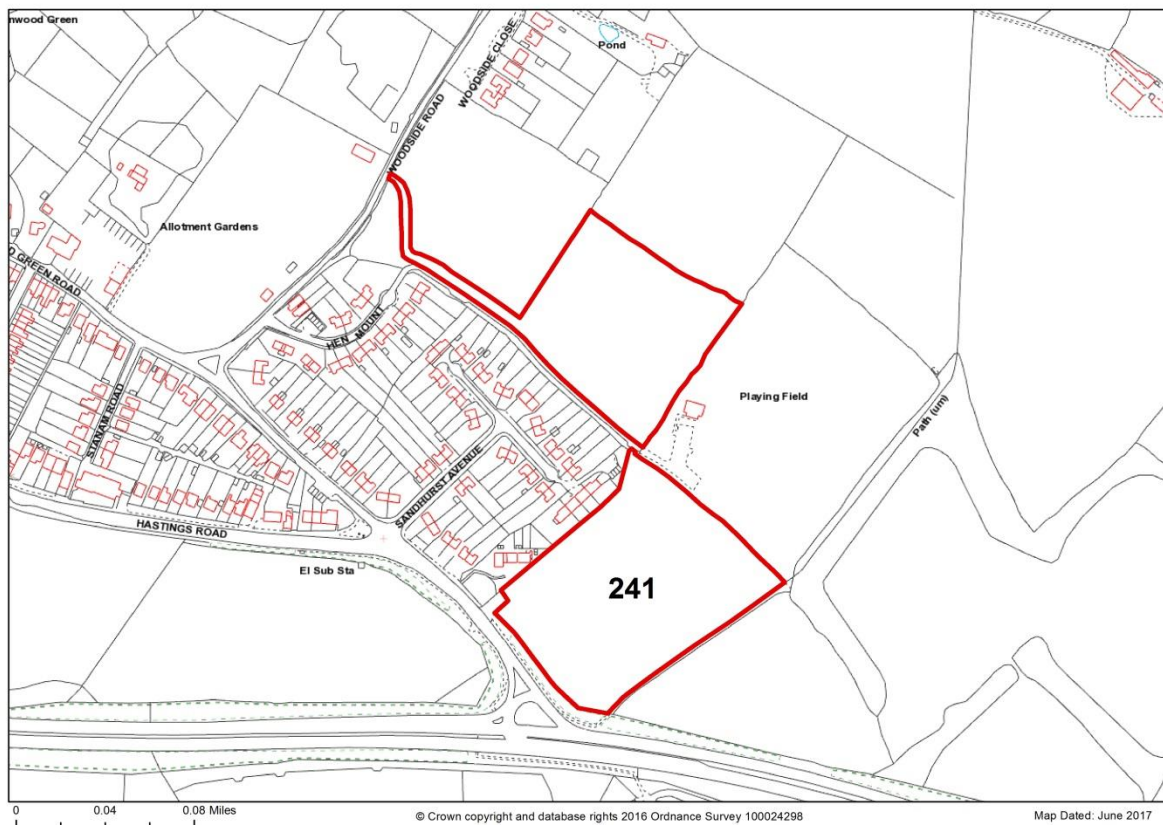 nwood Green
WOODSIDE CLOSE
Pond
WOODSIDE ROAD
Allotment Gardens
D GREEN ROAD
HEN MOUNT
STANAM ROAD
Playing Field
Path (um)
SANDHURST AVENUE
HASTINGS ROAD
El Sub Sta
241
0 0.04 0.08 Miles
© Crown copyright and database rights 2016 Ordnance Survey 100024298
Map Dated: June 2017